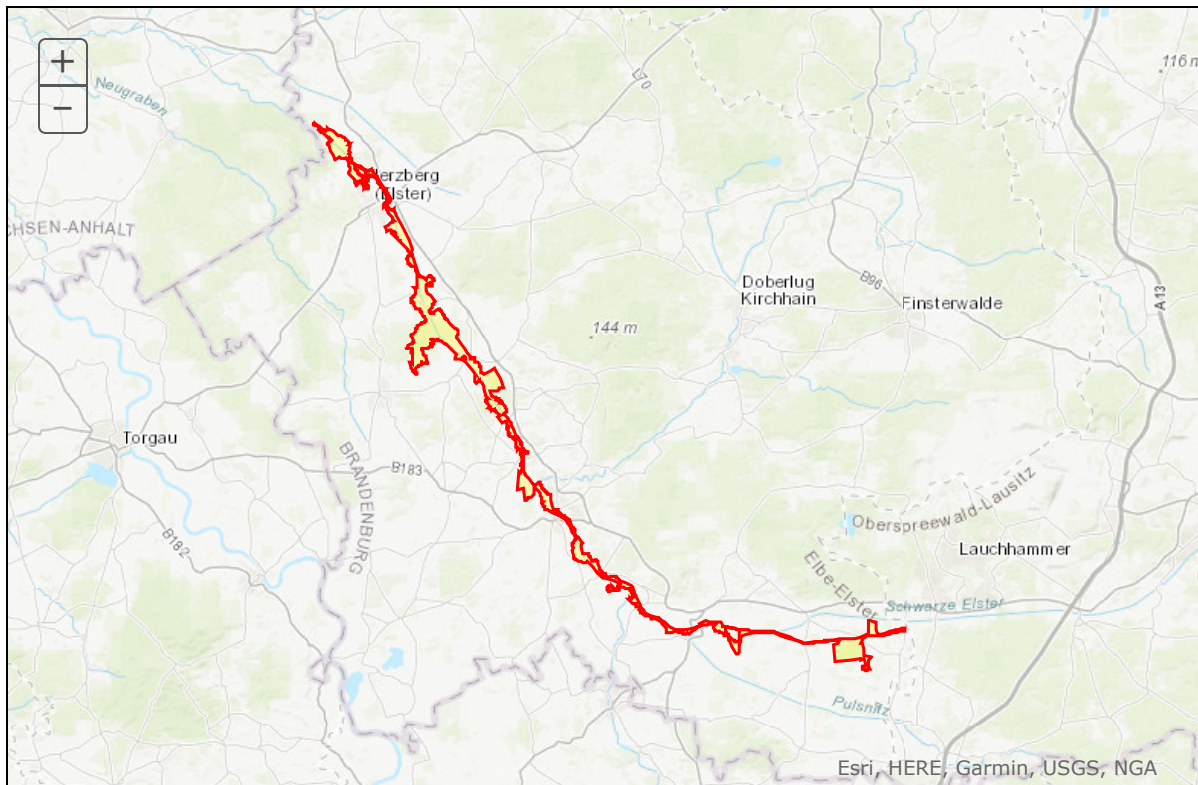 +
−
Neugraben
L70
116 m
erzberg
(Elster)
CHSEN-ANHALT
Doberlug
Kirchhain
B96
Finsterwalde
A13
144 m
Torgau
BRANDENBURG
B183
B182
Oberspreewald-Lausitz
Lauchhammer
Elbe-Elster
Schwarze Elster
Pulsnitz
Esri, HERE, Garmin, USGS, NGA